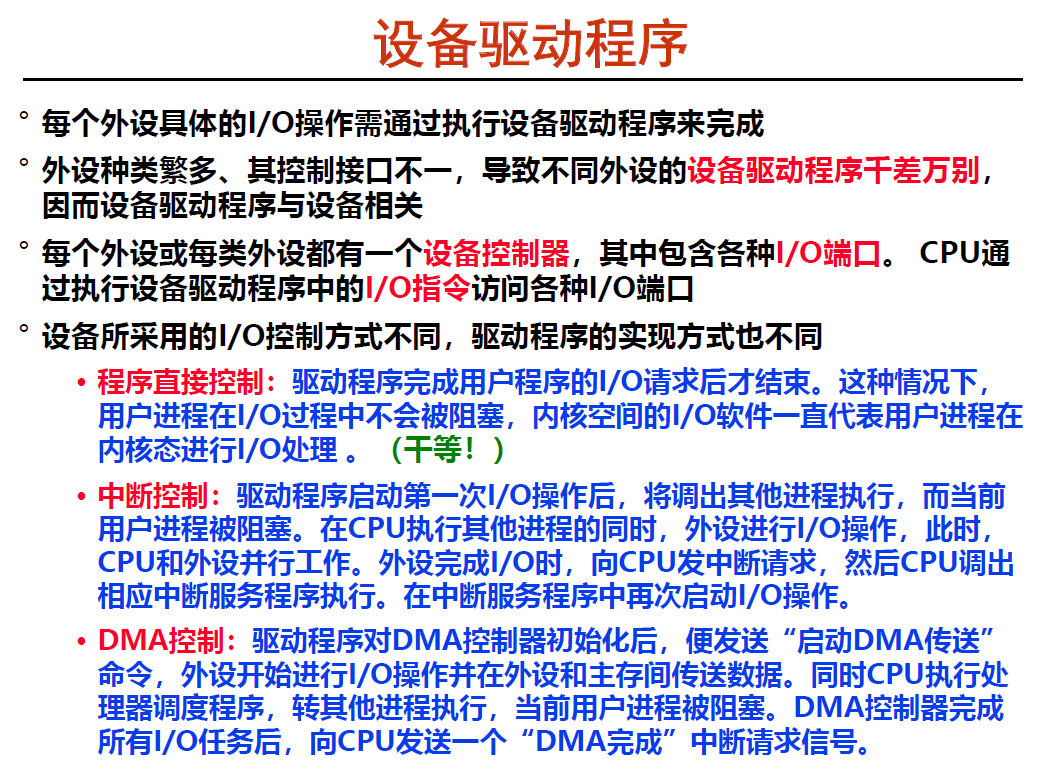 设备驱动程序
° 每个外设具体的I/O操作需通过执行设备驱动程序来完成
° 外设种类繁多、其控制接口不一，导致不同外设的设备驱动程序千差万别，
因而设备驱动程序与设备相关
° 每个外设或每类外设都有一个设备控制器，其中包含各种I/O端口。 CPU通
过执行设备驱动程序中的I/O指令访问各种I/O端口
° 设备所采用的I/O控制方式不同，驱动程序的实现方式也不同
• 程序直接控制：驱动程序完成用户程序的I/O请求后才结束。这种情况下，
用户进程在I/O过程中不会被阻塞，内核空间的I/O软件一直代表用户进程在
内核态进行I/O处理 。 （干等！）
• 中断控制：驱动程序启动第一次I/O操作后，将调出其他进程执行，而当前
用户进程被阻塞。在CPU执行其他进程的同时，外设进行I/O操作，此时，
CPU和外设并行工作。外设完成I/O时，向CPU发中断请求，然后CPU调出
相应中断服务程序执行。在中断服务程序中再次启动I/O操作。
• DMA控制：驱动程序对DMA控制器初始化后，便发送“启动DMA传送”
命令，外设开始进行I/O操作并在外设和主存间传送数据。同时CPU执行处
理器调度程序，转其他进程执行，当前用户进程被阻塞。DMA控制器完成
所有I/O任务后，向CPU发送一个“DMA完成”中断请求信号。